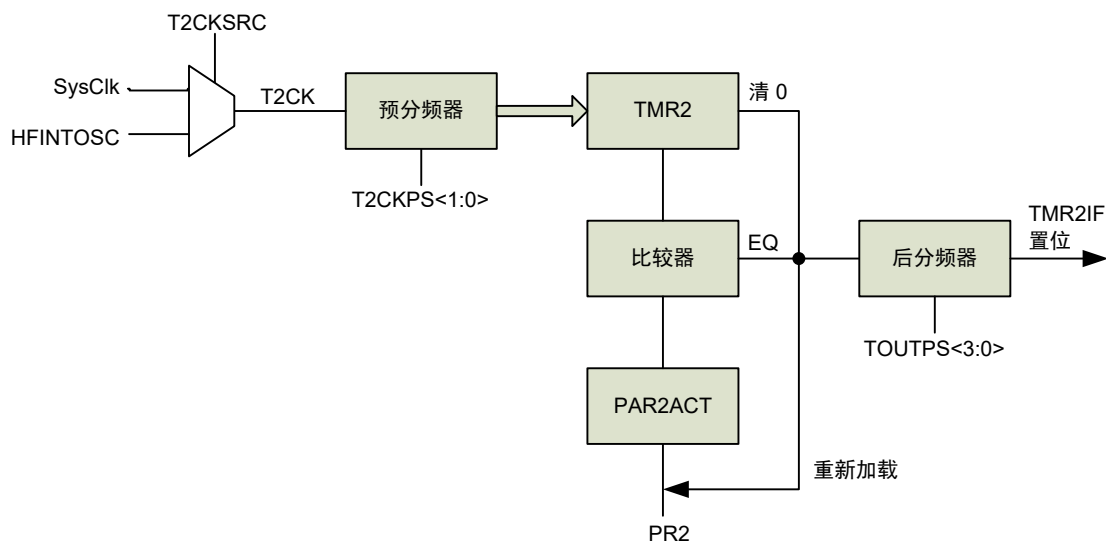 T2CKSRC
SysClk
HFINTOSC
T2CK
预分频器
T2CKPS<1:0>
TMR2
清 0
比较器
EQ
后分频器
TMR2IF
置位
TOUTPS<3:0>
PAR2ACT
重新加载
PR2